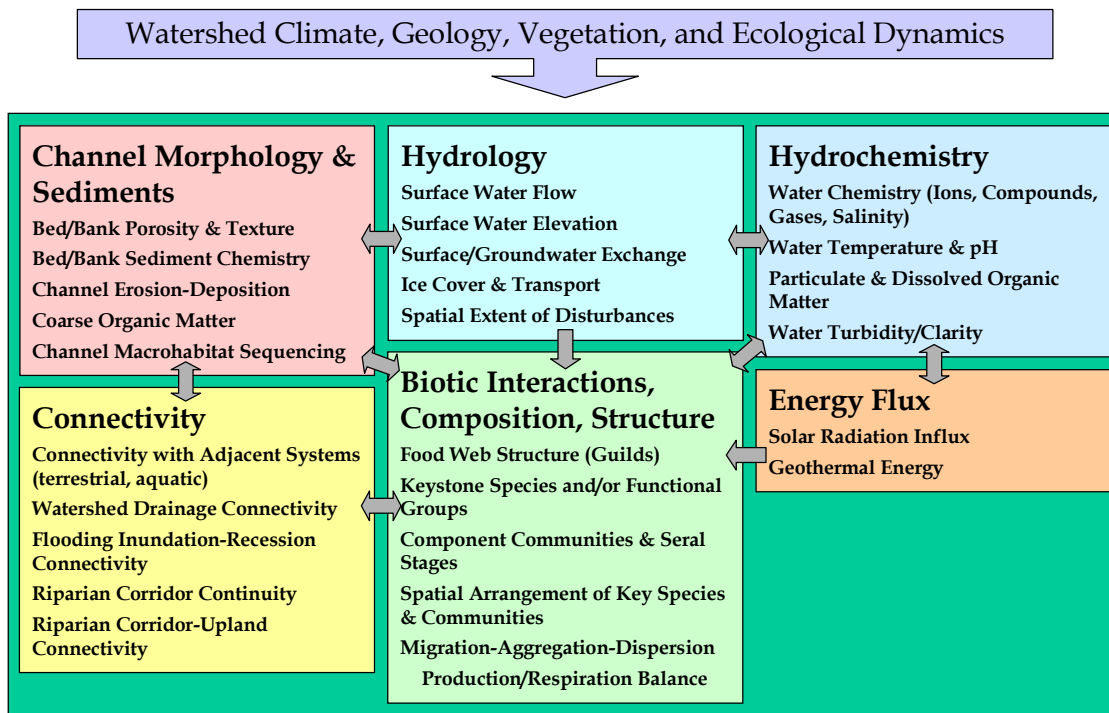 Watershed Climate, Geology, Vegetation, and Ecological Dynamics
Channel Morphology &
Sediments
Bed/Bank Porosity & Texture
Bed/Bank Sediment Chemistry
Channel Erosion-Deposition
Coarse Organic Matter
Channel Macrohabitat Sequencing
Hydrology
Surface Water Flow
Surface Water Elevation
Surface/Groundwater Exchange
Ice Cover & Transport
Spatial Extent of Disturbances
Hydrochemistry
Water Chemistry (Ions, Compounds,
Gases, Salinity)
Water Temperature & pH
Particulate & Dissolved Organic
Matter
Water Turbidity/Clarity
Connectivity
Connectivity with Adjacent Systems
(terrestrial, aquatic)
Watershed Drainage Connectivity
Flooding Inundation-Recession
Connectivity
Riparian Corridor Continuity
Riparian Corridor-Upland
Connectivity
Biotic Interactions,
Composition, Structure
Food Web Structure (Guilds)
Keystone Species and/or Functional
Groups
Component Communities & Seral
Stages
Spatial Arrangement of Key Species
& Communities
Migration-Aggregation-Dispersion
Production/Respiration Balance
Energy Flux
Solar Radiation Influx
Geothermal Energy